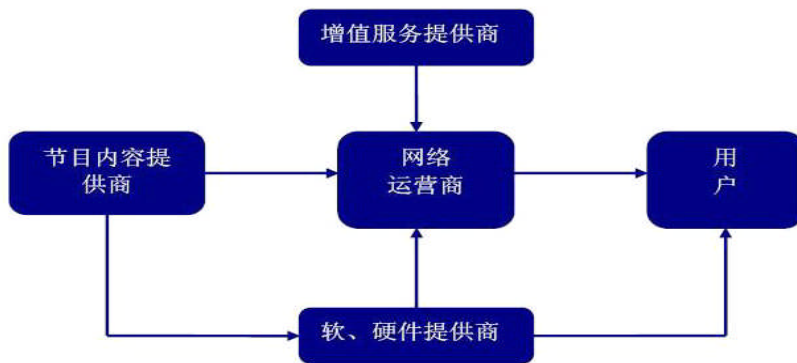 增值服务提供商
节目内容提
供商
网络
运营商
用
户
软、硬件提供商